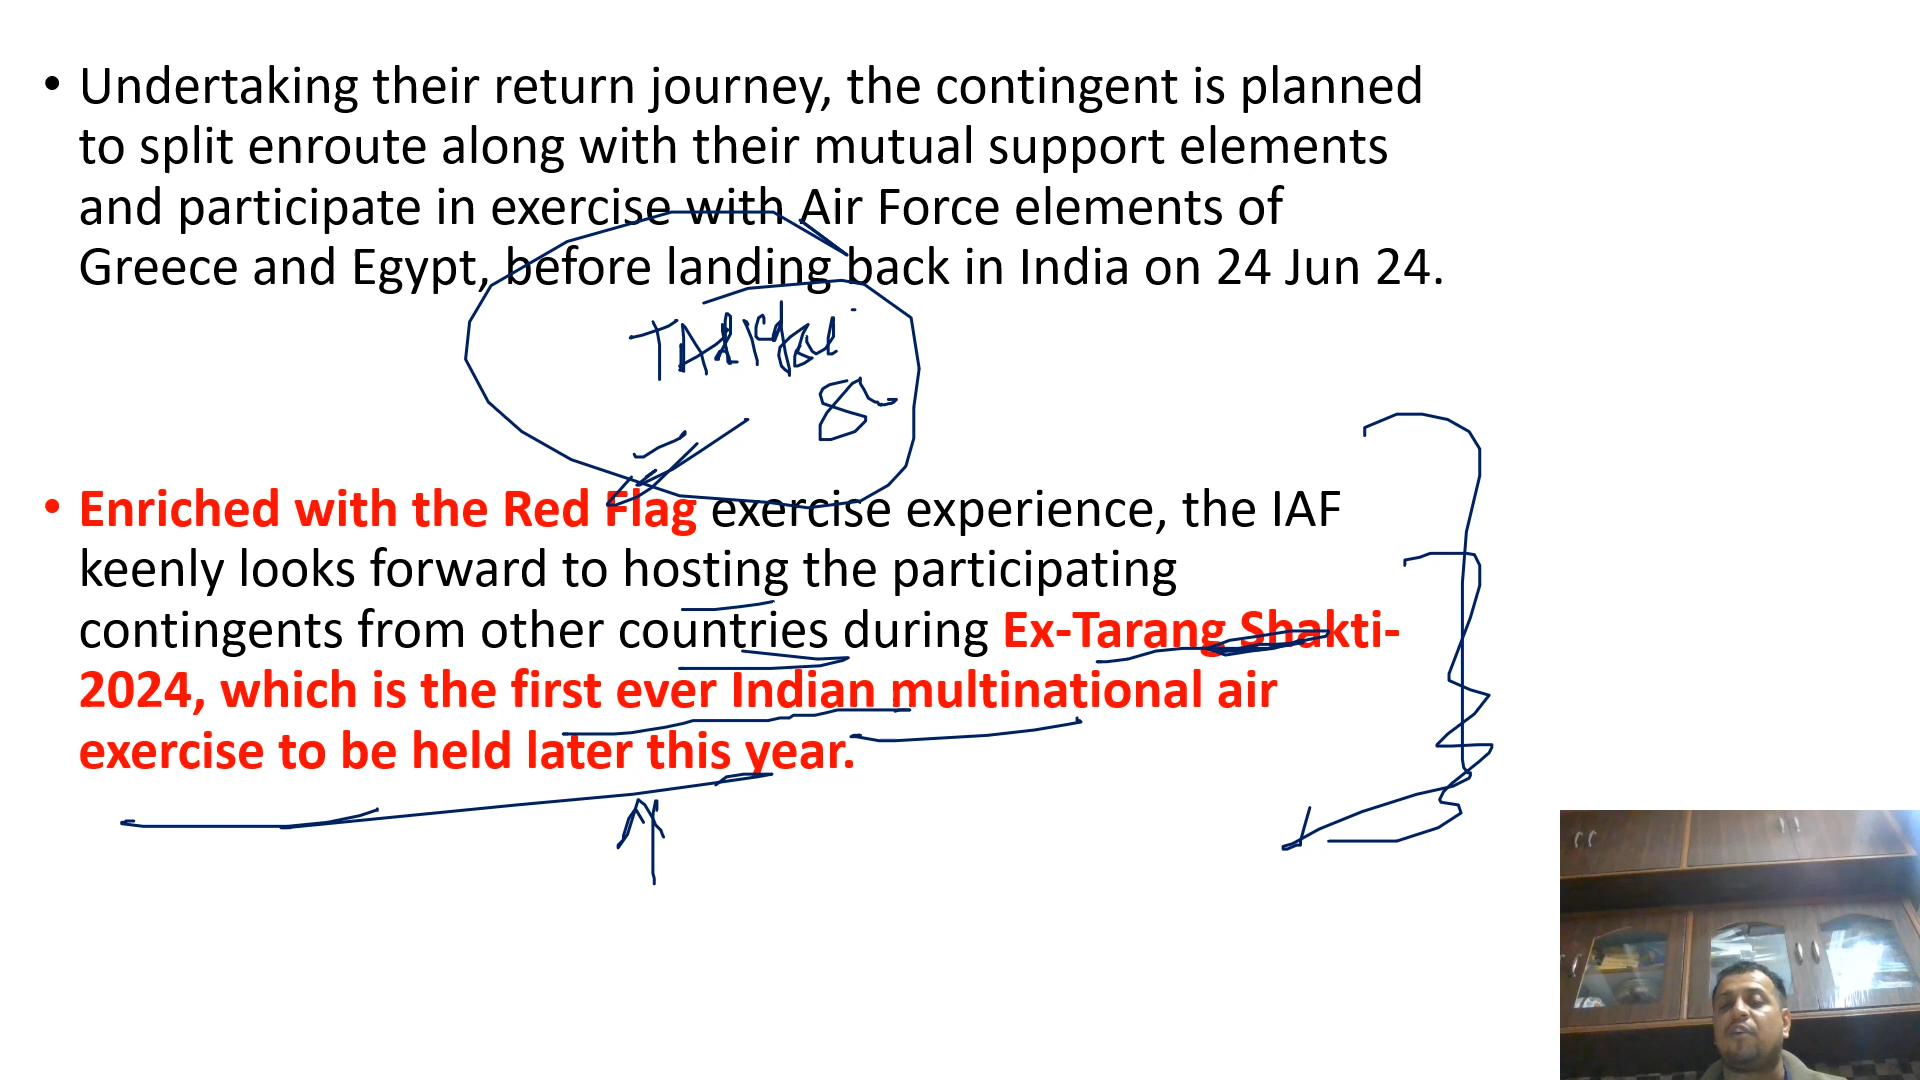 • Undertaking their return journey, the contingent is planned
to split enroute along with their mutual support elements
and participate in exercise with Air Force elements of
Greece and Egypt, before landing back in India on 24 Jun 24.
• Enriched with the Red Flag exercise experience, the IAF
keenly looks forward to hosting the participating
contingents from other countries during Ex-Tarang Shakti-
2024, which is the first ever Indian multinational air
exercise to be held later this year.